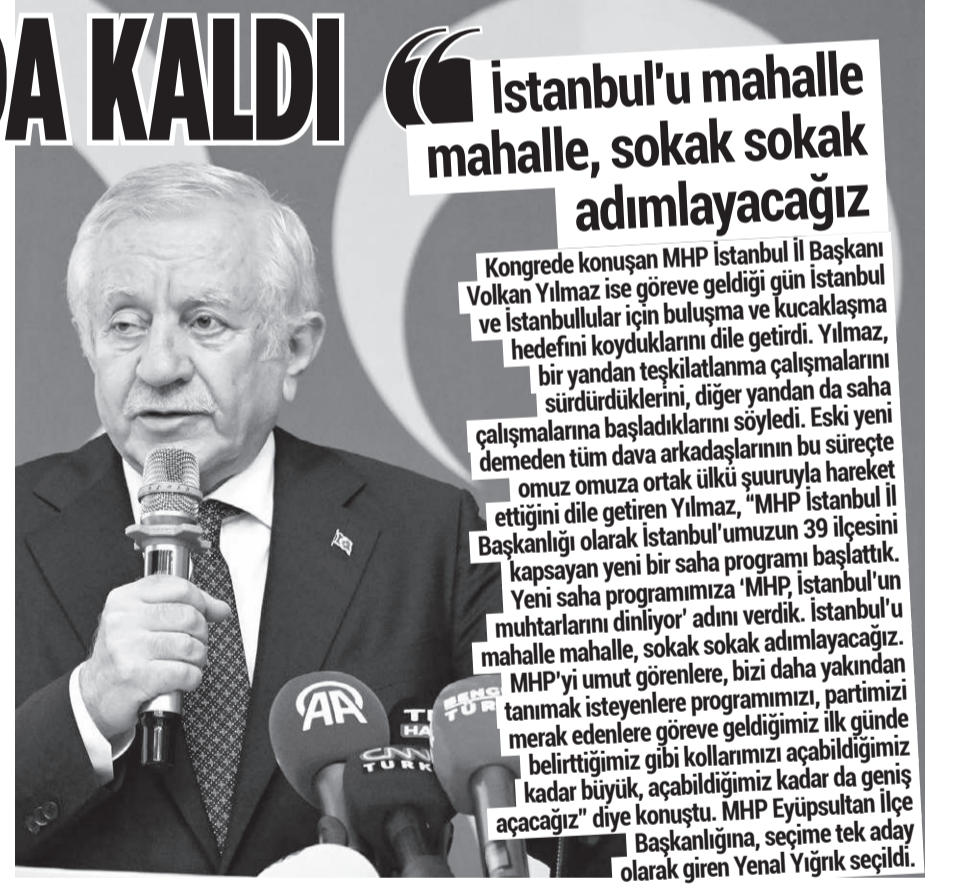 DA KALDI
“
İstanbul'u mahalle
mahalle, sokak sokak
adımlayacağız
Kongrede konuşan MHP İstanbul İl Başkanı
Volkan Yılmaz ise göreve geldiği gün İstanbul
ve İstanbullular için buluşma ve kucaklaşma
hedefini koyduklarını dile getirdi. Yılmaz,
bir yandan teşkilatlanma çalışmalarını
sürdürdüklerini, diğer yandan da saha
çalışmalarına başladıklarını söyledi. Eski yeni
demeden tüm dava arkadaşlarının bu süreçte
omuz omuza ortak ülkü şuuruyla hareket
ettiğini dile getiren Yılmaz, “MHP İstanbul İl
Başkanlığı olarak İstanbul'umuzun 39 ilçesini
kapsayan yeni bir saha programı başlattık.
Yeni saha programımıza ‘MHP, İstanbul'un
muhtarlarını dinliyor’ adını verdik. İstanbul'u
mahalle mahalle, sokak sokak adımlayacağız.
MHP'yi umut görenlere, bizi daha yakından
tanımak isteyenlere programımızı, partimizi
merak edenlere göreve geldiğimiz ilk günde
belirttiğimiz gibi kollarımızı açabildiğimiz
kadar büyük, açabildiğimiz kadar da geniş
açacağız” diye konuştu. MHP Eyüpsultan İlçe
Başkanlığına, seçime tek aday
olarak giren Yenal Yığrık seçildi.
AA
CNN
TÜRK